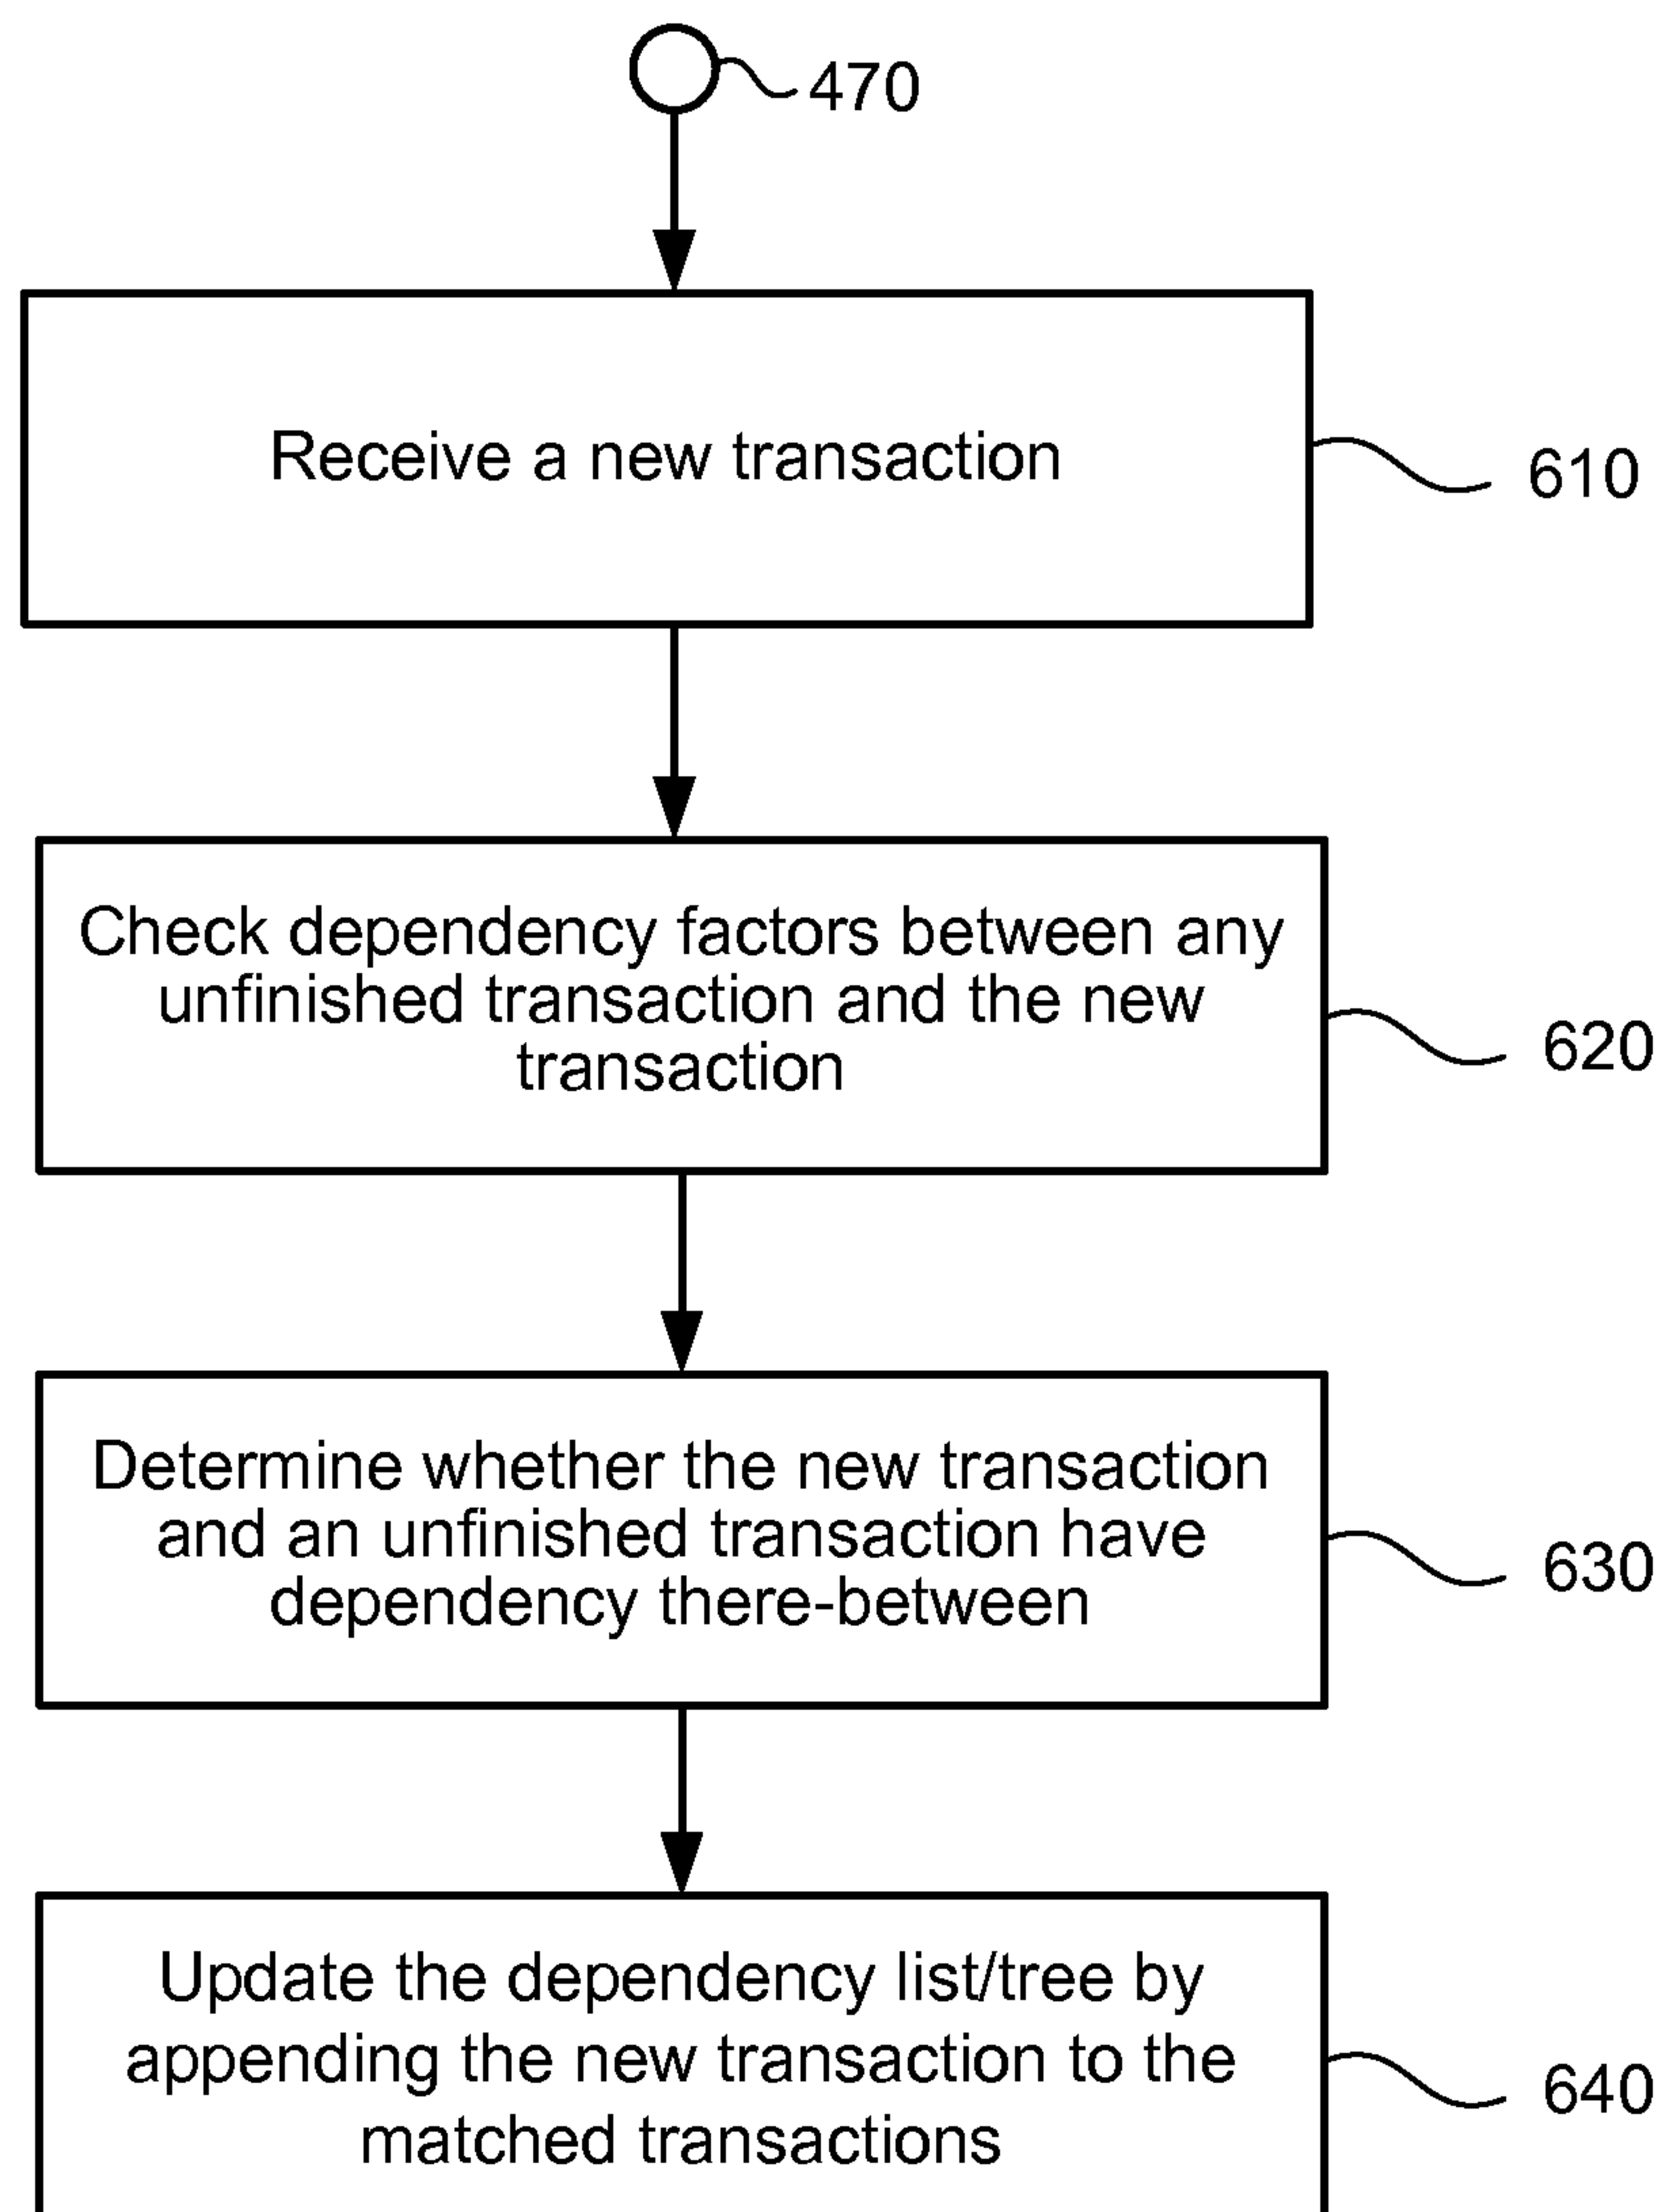 470
Receive a new transaction
610
Check dependency factors between any
unfinished transaction and the new
transaction
620
Determine whether the new transaction
and an unfinished transaction have
dependency there-between
630
Update the dependency list/tree by
appending the new transaction to the
matched transactions
640